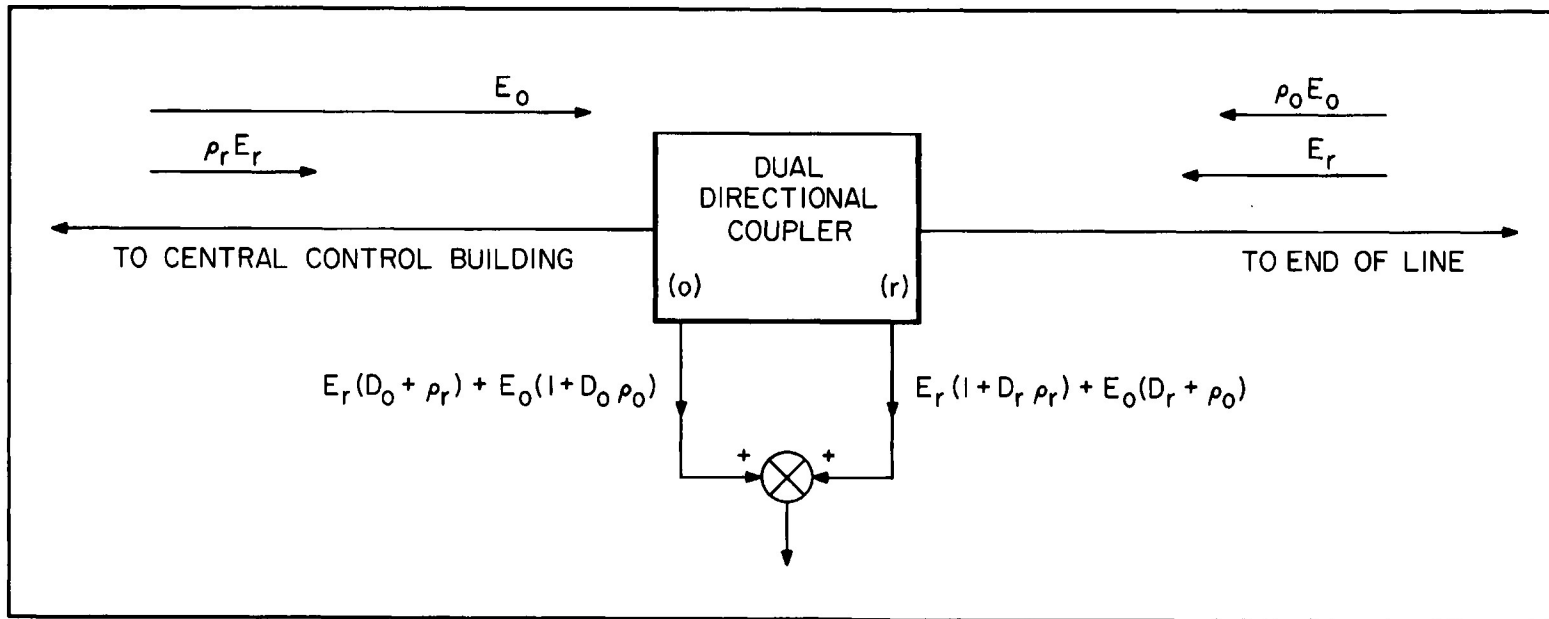 E₀
ρᵣEᵣ
ρ₀E₀
Eᵣ
DUAL
DIRECTIONAL
COUPLER
TO CENTRAL CONTROL BUILDING
TO END OF LINE
(o)
(r)
Eᵣ(D₀ + ρᵣ) + E₀(1 + D₀ρ₀)
Eᵣ(1 + Dᵣρᵣ) + E₀(Dᵣ + ρ₀)
+
+